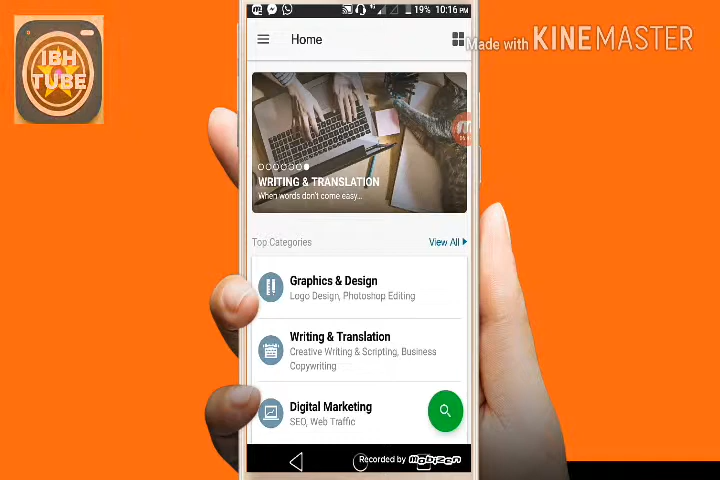 IBH
TUBE
19% 10:16 PM
Home
Made with KINEMASTER
WRITING & TRANSLATION
When words don't come easy...
Top Categories
View All
Graphics & Design
Logo Design, Photoshop Editing
Writing & Translation
Creative Writing & Scripting, Business
Copywriting
Digital Marketing
SEO, Web Traffic
Recorded by mobizen